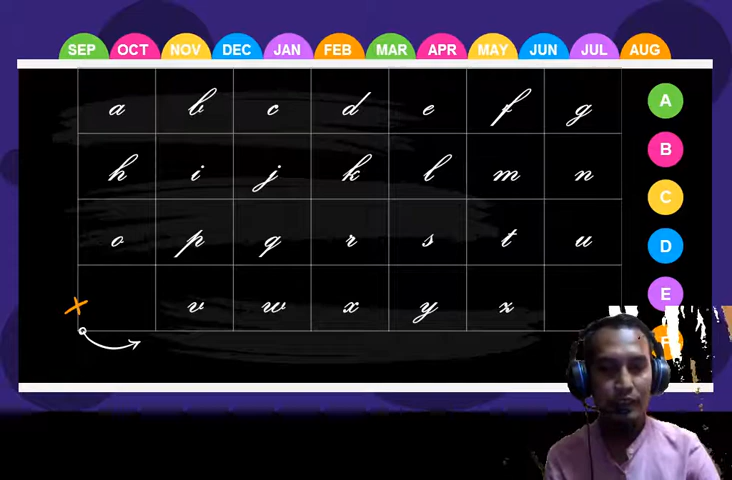 SEP OCT NOV DEC JAN FEB MAR APR MAY JUN JUL AUG
a b c d e f g
A
B
h i j k l m n
C
o p q r s t u
D
E
v w x y z
F